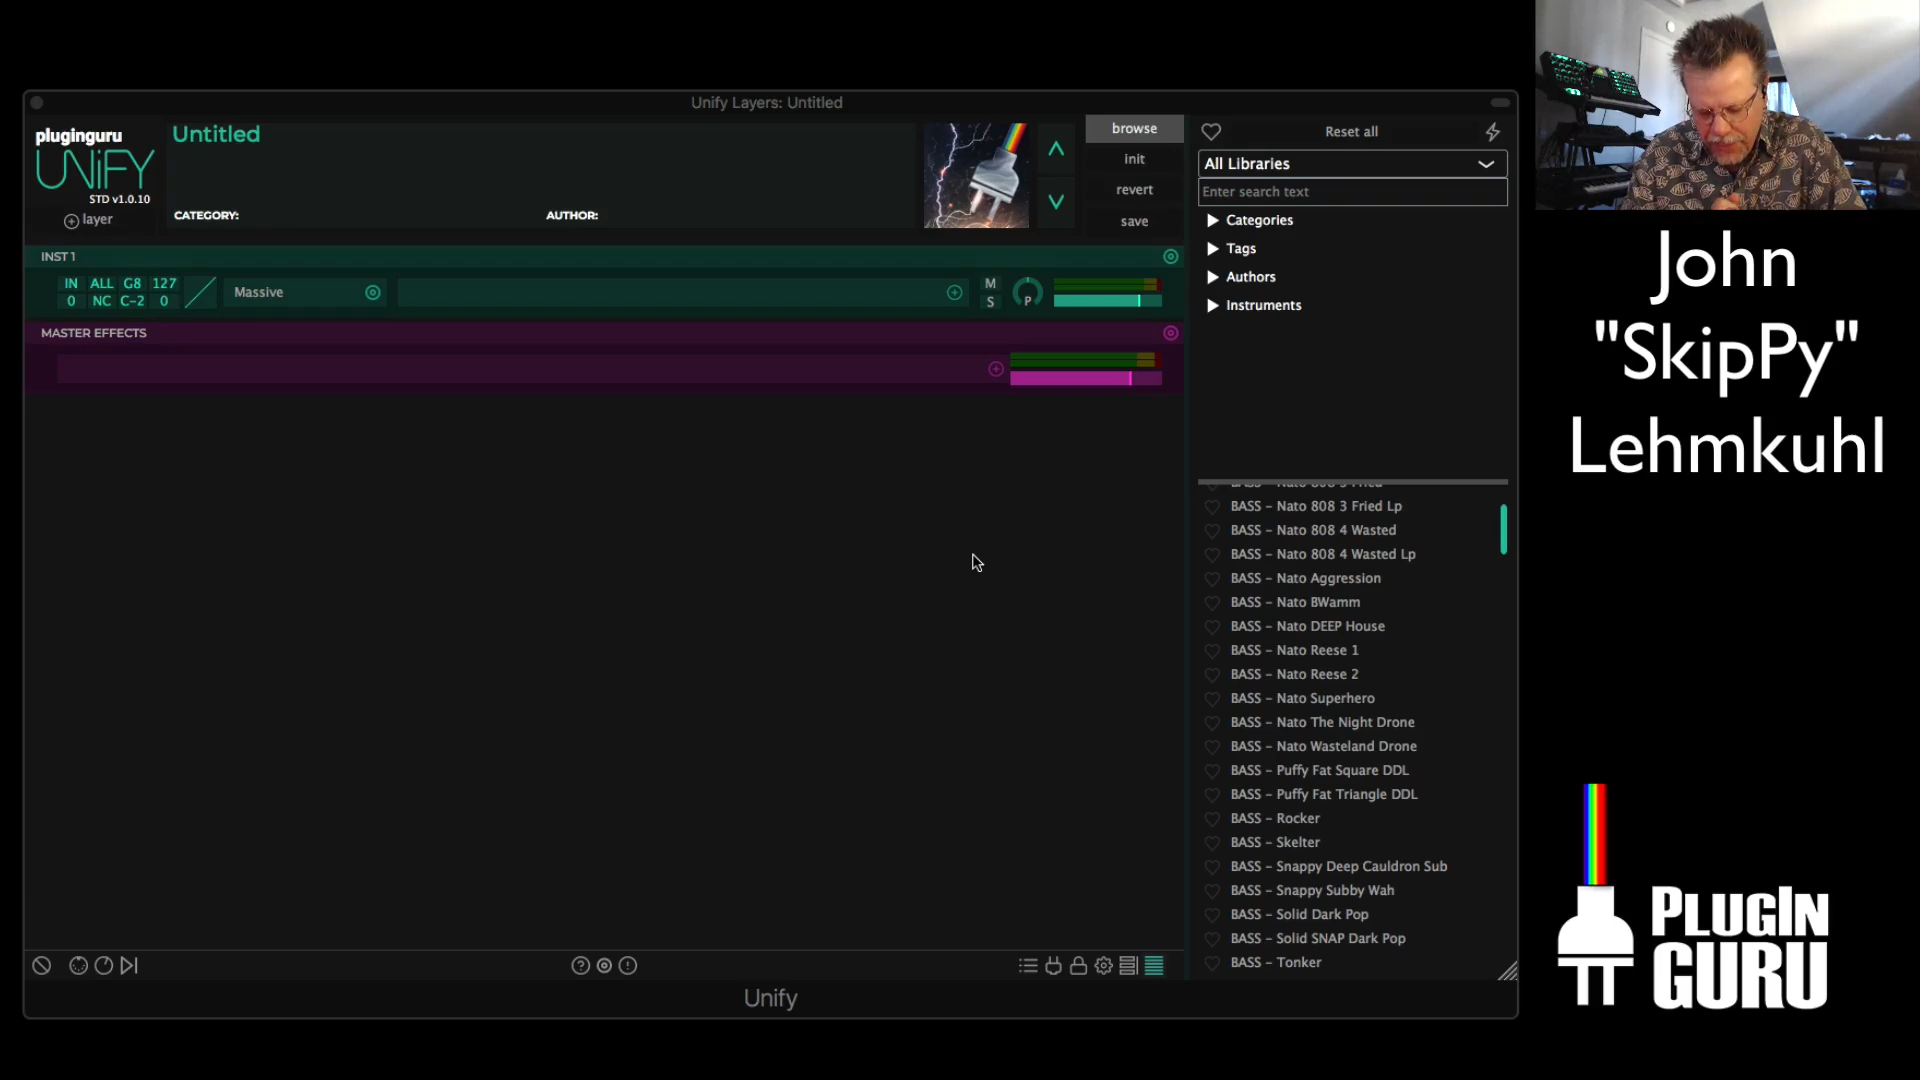 Unify Layers: Untitled
pluginguru
UNiFY
STD v1.0.10
layer
Untitled
CATEGORY:
AUTHOR:
browse
init
revert
save
INST 1
IN ALL G8 127
0 NC C-2 0
Massive
M
S
P
MASTER EFFECTS
Reset all
All Libraries
Enter search text
Categories
Tags
Authors
Instruments
BASS – Nato 808 3 Fried
BASS – Nato 808 3 Fried Lp
BASS – Nato 808 4 Wasted
BASS – Nato 808 4 Wasted Lp
BASS – Nato Aggression
BASS – Nato BWamm
BASS – Nato DEEP House
BASS – Nato Reese 1
BASS – Nato Reese 2
BASS – Nato Superhero
BASS – Nato The Night Drone
BASS – Nato Wasteland Drone
BASS – Puffy Fat Square DDL
BASS – Puffy Fat Triangle DDL
BASS – Rocker
BASS – Skelter
BASS – Snappy Deep Cauldron Sub
BASS – Snappy Subby Wah
BASS – Solid Dark Pop
BASS – Solid SNAP Dark Pop
BASS – Tonker
Unify
John
"SkipPy"
Lehmkuhl
PLUGIN
GURU